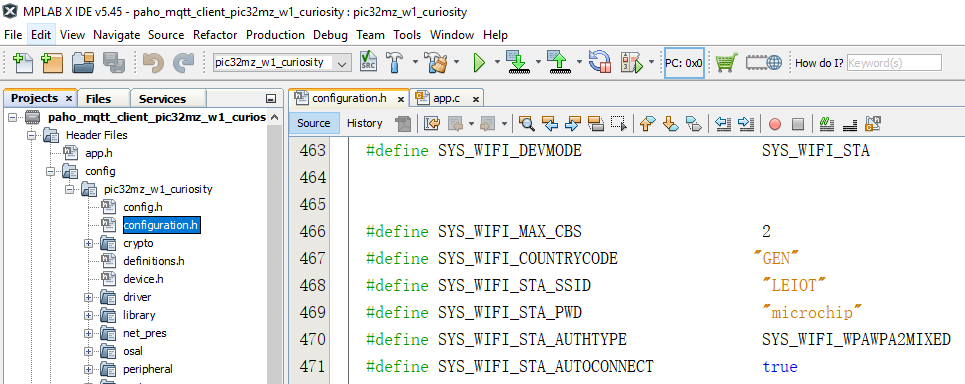 MPLAB X IDE v5.45 - paho_mqtt_client_pic32mz_w1_curiosity : pic32mz_w1_curiosity
File Edit View Navigate Source Refactor Production Debug Team Tools Window Help
pic32mz_w1_curiosity PC: 0x0 How do I? Keyword(s)
Projects x Files Services
configuration.h x app.c x
Source History
paho_mqtt_client_pic32mz_w1_curios
Header Files
app.h
config
pic32mz_w1_curiosity
config.h
configuration.h
crypto
definitions.h
device.h
driver
library
net_pres
osal
peripheral
463 #define SYS_WIFI_DEVMODE SYS_WIFI_STA
464
465
466 #define SYS_WIFI_MAX_CBS 2
467 #define SYS_WIFI_COUNTRYCODE "GEN"
468 #define SYS_WIFI_STA_SSID "LEIOT"
469 #define SYS_WIFI_STA_PWD "microchip"
470 #define SYS_WIFI_STA_AUTHTYPE SYS_WIFI_WPAWPA2MIXED
471 #define SYS_WIFI_STA_AUTOCONNECT true